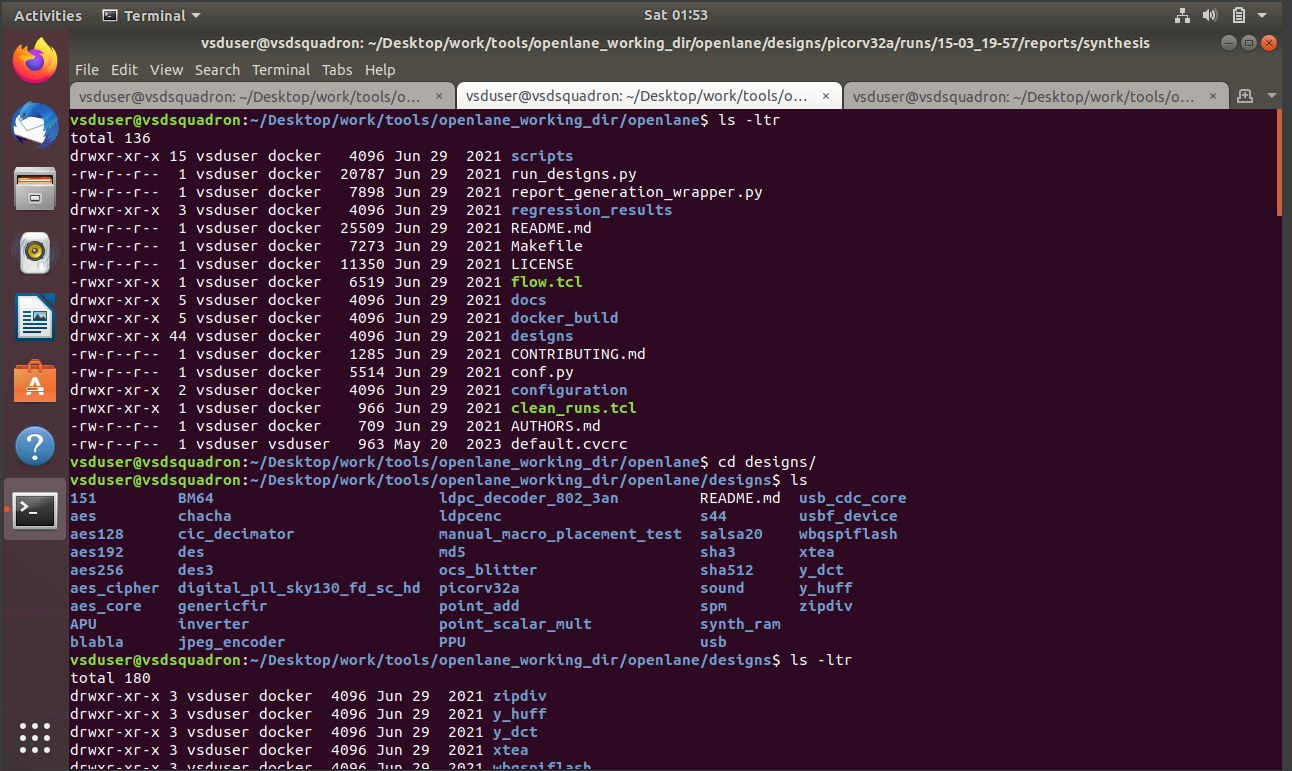 Activities Terminal Sat 01:53
vsduser@vsdsquadron: ~/Desktop/work/tools/openlane_working_dir/openlane/designs/picorv32a/runs/15-03_19-57/reports/synthesis
File Edit View Search Terminal Tabs Help
vsduser@vsdsquadron: ~/Desktop/work/tools/o... × vsduser@vsdsquadron: ~/Desktop/work/tools/o... × vsduser@vsdsquadron: ~/Desktop/work/tools/o... ×
vsduser@vsdsquadron:~/Desktop/work/tools/openlane_working_dir/openlane$ ls -ltr
total 136
drwxr-xr-x 15 vsduser docker   4096 Jun 29  2021 scripts
-rw-r--r--  1 vsduser docker  20787 Jun 29  2021 run_designs.py
-rw-r--r--  1 vsduser docker   7898 Jun 29  2021 report_generation_wrapper.py
drwxr-xr-x  3 vsduser docker   4096 Jun 29  2021 regression_results
-rw-r--r--  1 vsduser docker  25509 Jun 29  2021 README.md
-rw-r--r--  1 vsduser docker   7273 Jun 29  2021 Makefile
-rw-r--r--  1 vsduser docker  11350 Jun 29  2021 LICENSE
-rwxr-xr-x  1 vsduser docker   6519 Jun 29  2021 flow.tcl
drwxr-xr-x  5 vsduser docker   4096 Jun 29  2021 docs
drwxr-xr-x  5 vsduser docker   4096 Jun 29  2021 docker_build
drwxr-xr-x 44 vsduser docker   4096 Jun 29  2021 designs
-rw-r--r--  1 vsduser docker   1285 Jun 29  2021 CONTRIBUTING.md
-rw-r--r--  1 vsduser docker   5514 Jun 29  2021 conf.py
drwxr-xr-x  2 vsduser docker   4096 Jun 29  2021 configuration
-rwxr-xr-x  1 vsduser docker    966 Jun 29  2021 clean_runs.tcl
-rw-r--r--  1 vsduser docker    709 Jun 29  2021 AUTHORS.md
-rw-r--r--  1 vsduser vsduser   963 May 20  2023 default.cvcrc
vsduser@vsdsquadron:~/Desktop/work/tools/openlane_working_dir/openlane$ cd designs/
vsduser@vsdsquadron:~/Desktop/work/tools/openlane_working_dir/openlane/designs$ ls
151 BM64 ldpc_decoder_802_3an README.md usb_cdc_core
aes chacha ldpcenc s44 usbf_device
aes128 cic_decimator manual_macro_placement_test salsa20 wbqspiflash
aes192 des md5 sha3 xtea
aes256 des3 ocs_blitter sha512 y_dct
aes_cipher digital_pll_sky130_fd_sc_hd picorv32a sound y_huff
aes_core genericfir point_add spm zipdiv
APU inverter point_scalar_mult synth_ram
blabla jpeg_encoder PPU usb
vsduser@vsdsquadron:~/Desktop/work/tools/openlane_working_dir/openlane/designs$ ls -ltr
total 180
drwxr-xr-x 3 vsduser docker  4096 Jun 29  2021 zipdiv
drwxr-xr-x 3 vsduser docker  4096 Jun 29  2021 y_huff
drwxr-xr-x 3 vsduser docker  4096 Jun 29  2021 y_dct
drwxr-xr-x 3 vsduser docker  4096 Jun 29  2021 xtea
drwxr-xr-x 3 vsduser docker  4096 Jun 29  2021 wbqspiflash